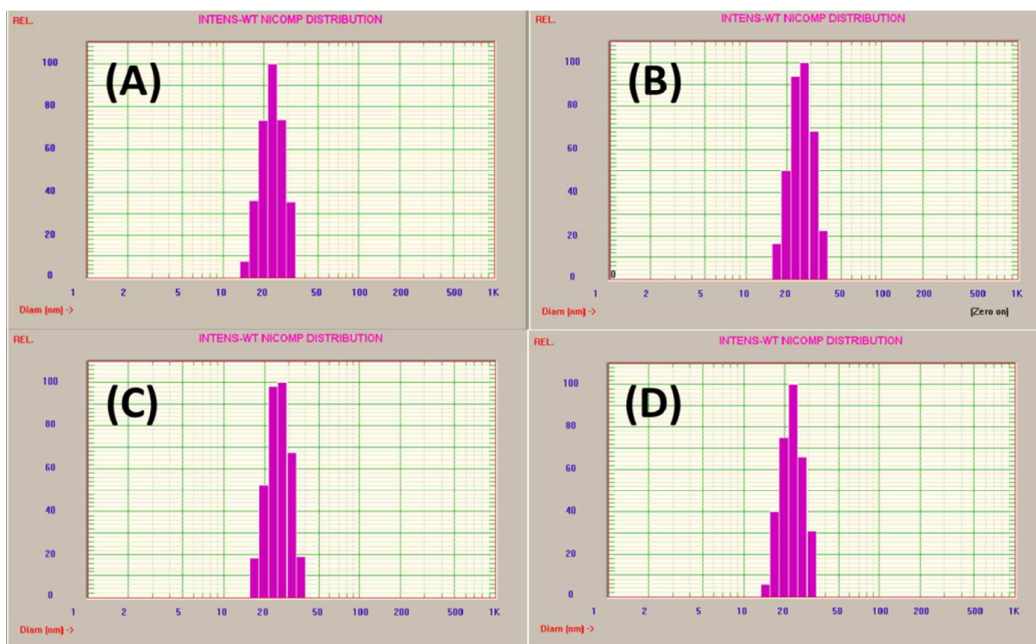 REL. INTENS-WT NICOMP DISTRIBUTION
(A)
100
80
60
40
20
0
1 2 5 10 20 50 100 200 500 1K
Diam (nm) ->
REL. INTENS-WT NICOMP DISTRIBUTION
(B)
100
80
60
40
20
0
0
1 2 5 10 20 50 100 200 500 1K
Diam (nm) -> (Zero on)
REL. INTENS-WT NICOMP DISTRIBUTION
(C)
100
80
60
40
20
0
1 2 5 10 20 50 100 200 500 1K
Diam (nm) ->
REL. INTENS-WT NICOMP DISTRIBUTION
(D)
100
80
60
40
20
0
1 2 5 10 20 50 100 200 500 1K
Diam (nm) ->